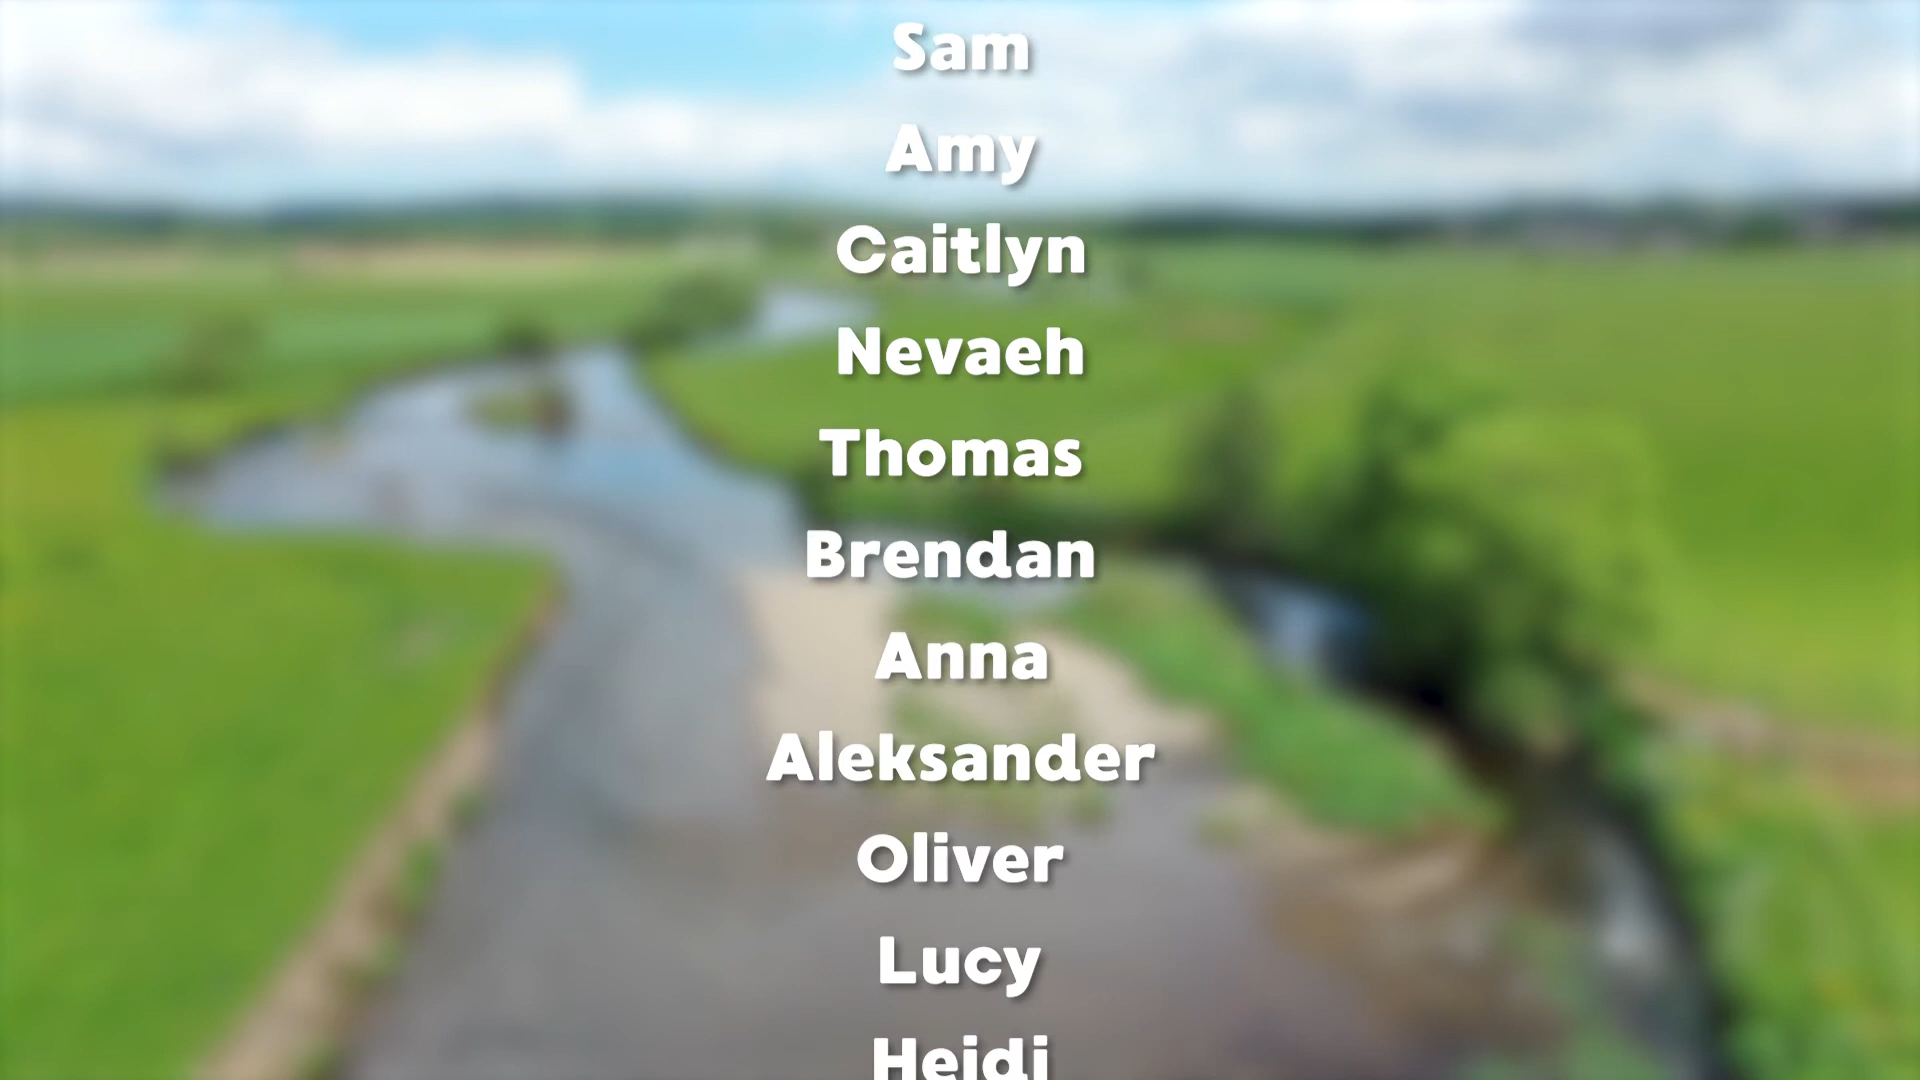 Sam
Amy
Caitlyn
Nevaeh
Thomas
Brendan
Anna
Aleksander
Oliver
Lucy
Heidi